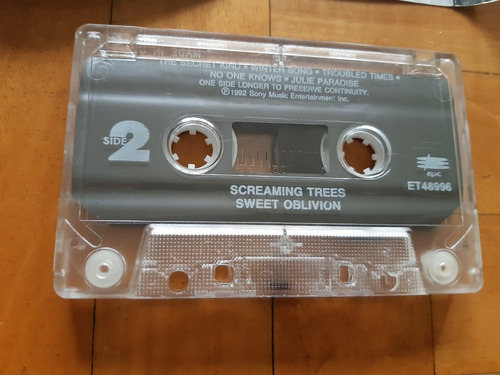 THE SECRET KIND • WINTER SONG • TROUBLED TIMES •
NO ONE KNOWS • JULIE PARADISE
ONE SIDE LONGER TO PRESERVE CONTINUITY.
℗1992 Sony Music Entertainment Inc.
SIDE 2
epic
ET48996
SCREAMING TREES
SWEET OBLIVION